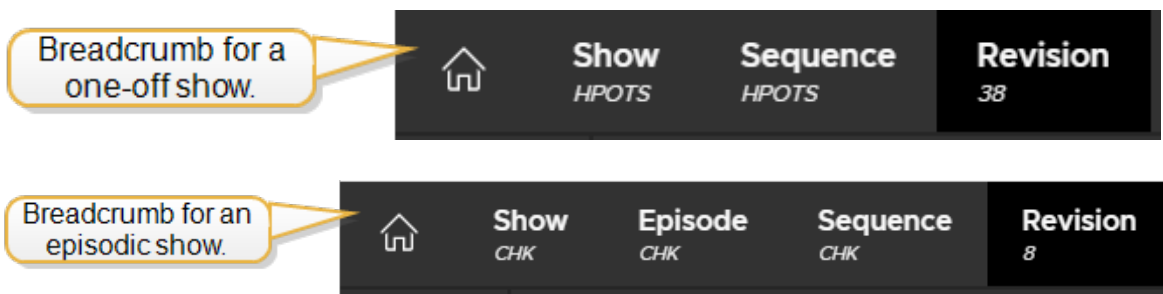 Breadcrumb for a
one-off show.
Show Sequence Revision
HPOTS HPOTS 38
Breadcrumb for an
episodic show.
Show Episode Sequence Revision
CHK CHK CHK 8